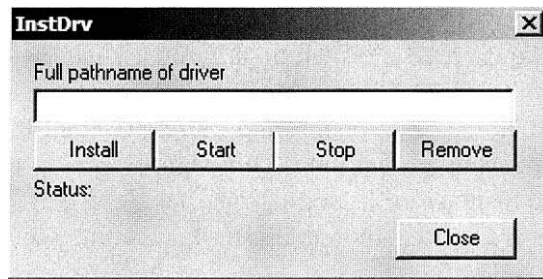 InstDrv
Full pathname of driver
Install Start Stop Remove
Status:
Close